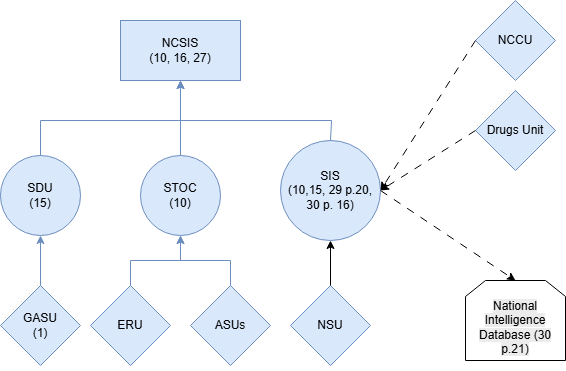 NCSIS
(10, 16, 27)
NCCU
Drugs Unit
SDU
(15)
STOC
(10)
SIS
(10,15, 29 p.20,
30 p. 16)
GASU
(1)
ERU
ASUs
NSU
National
Intelligence
Database (30
p.21)